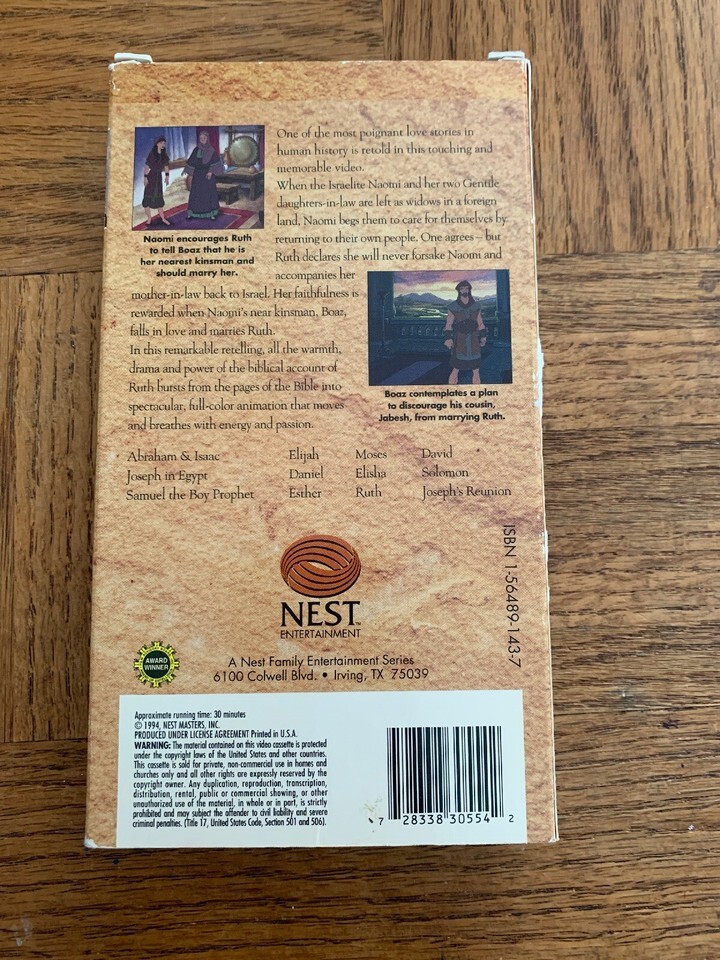 One of the most poignant love stories in
human history is retold in this touching and
memorable video.
When the Israelite Naomi and her two Gentile
daughters-in-law are left as widows in a foreign
land, Naomi begs them to care for themselves by
returning to their own people. One agrees – but
Ruth declares she will never forsake Naomi and
accompanies her
mother-in-law back to Israel. Her faithfulness is
rewarded when Naomi's near kinsman, Boaz,
falls in love and marries Ruth.
In this remarkable retelling, all the warmth,
drama and power of the biblical account of
Ruth bursts from the pages of the Bible into
spectacular, full-color animation that moves
and breathes with energy and passion.
Naomi encourages Ruth
to tell Boaz that he is
her nearest kinsman and
should marry her.
Boaz contemplates a plan
to discourage his cousin,
Jabesh, from marrying Ruth.
Abraham & Isaac Elijah Moses David
Joseph in Egypt Daniel Elisha Solomon
Samuel the Boy Prophet Esther Ruth Joseph's Reunion
ISBN 1-56489-143-7
NEST™
ENTERTAINMENT
AWARD
WINNER
A Nest Family Entertainment Series
6100 Colwell Blvd. • Irving, TX 75039
Approximate running time: 30 minutes
© 1994, NEST MASTERS, INC.
PRODUCED UNDER LICENSE AGREEMENT Printed in U.S.A.
WARNING: The material contained on this video cassette is protected
under the copyright laws of the United States and other countries.
This cassette is sold for private, non-commercial use in homes and
churches only and all other rights are expressly reserved by the
copyright owner. Any duplication, reproduction, transcription,
distribution, rental, public or commercial showing, or other
unauthorized use of the material, in whole or in part, is strictly
prohibited and may subject the offender to civil liability and severe
criminal penalties. (Title 17, United States Code, Section 501 and 506).
7 28338 30554 2